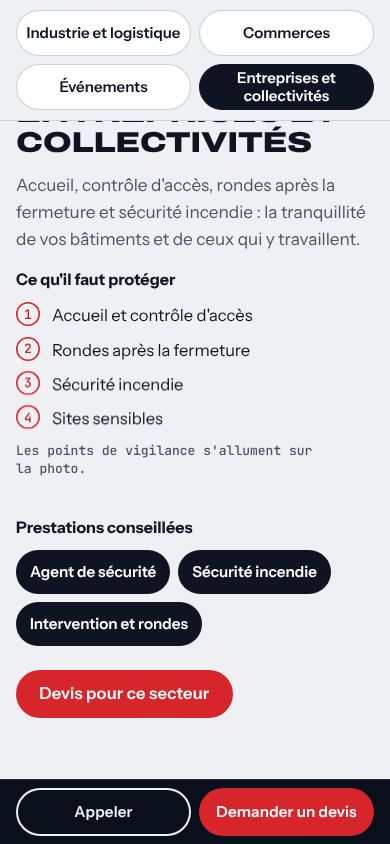 Industrie et logistique
Commerces
Événements
Entreprises et
collectivités
ENTREPRISES ET
COLLECTIVITÉS
Accueil, contrôle d'accès, rondes après la
fermeture et sécurité incendie : la tranquillité
de vos bâtiments et de ceux qui y travaillent.
Ce qu'il faut protéger
1 Accueil et contrôle d'accès
2 Rondes après la fermeture
3 Sécurité incendie
4 Sites sensibles
Les points de vigilance s'allument sur
la photo.
Prestations conseillées
Agent de sécurité
Sécurité incendie
Intervention et rondes
Devis pour ce secteur
Appeler
Demander un devis